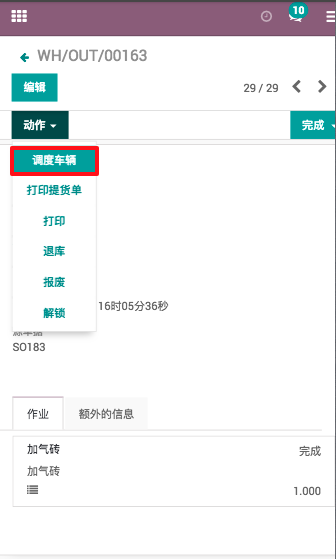 10
WH/OUT/00163
编辑
29 / 29
动作
完成
调度车辆
打印提货单
打印
退库
报废
解锁
16时05分36秒
源单据
SO183
作业
额外的信息
加气砖
完成
加气砖
1.000